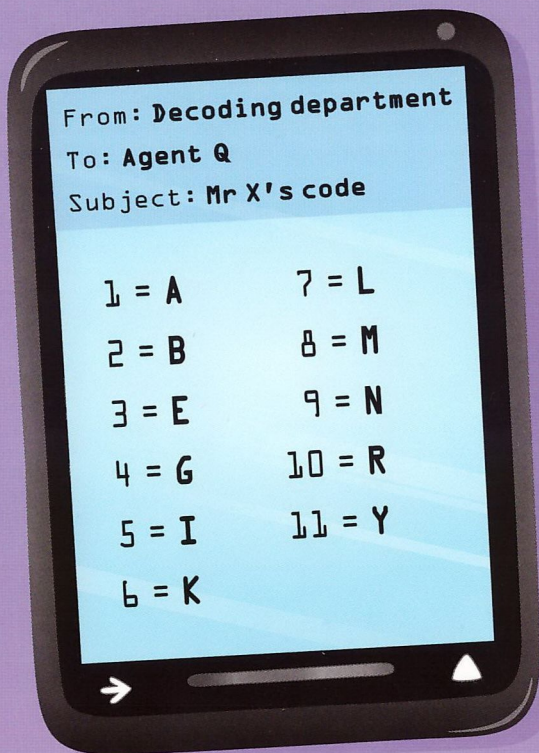 From: Decoding department
To: Agent Q
Subject: Mr X's code
1 = A
2 = B
3 = E
4 = G
5 = I
6 = K
7 = L
8 = M
9 = N
10 = R
11 = Y